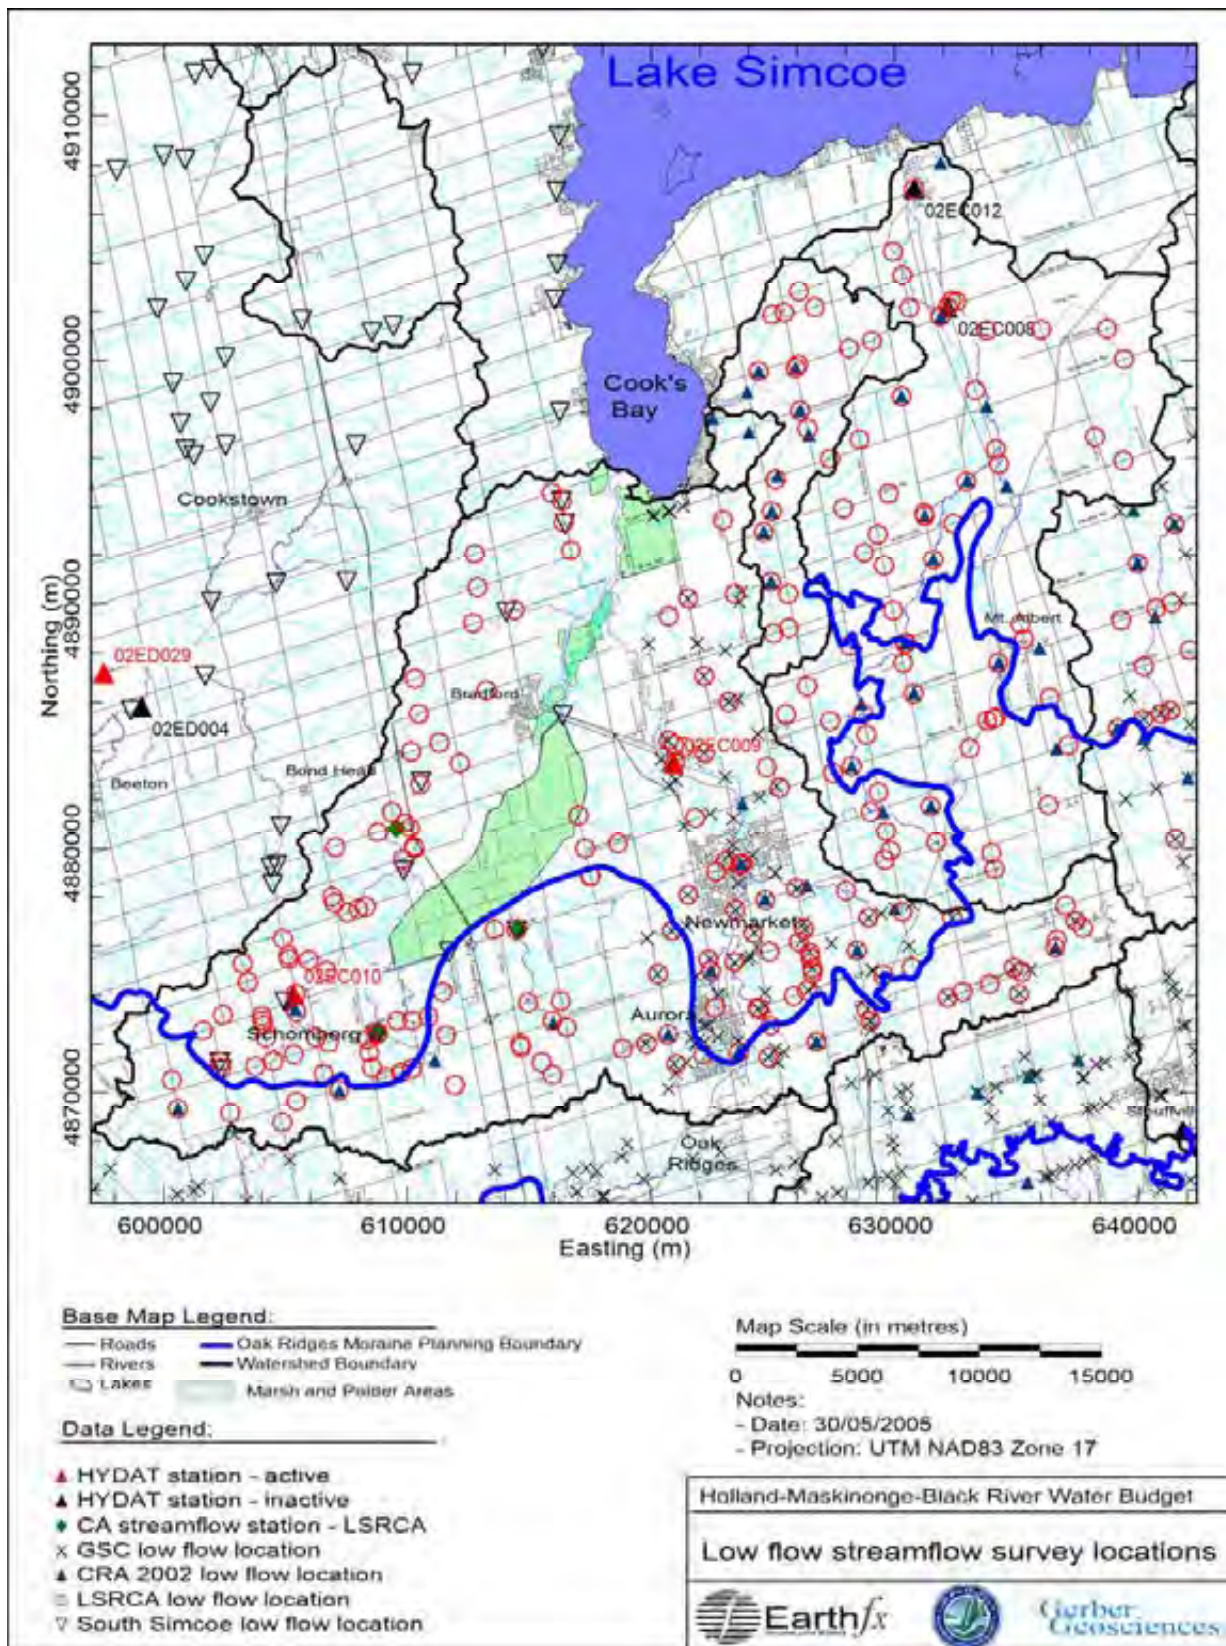 Lake Simcoe
4910000
02EC012
02EC008
4900000
Cook's
Bay
Cookstown
4890000
Mt. Albert
Northing (m)
02ED029
02ED004
Bradford
02EC009
Beeton
Bond Head
4880000
Newmarket
02EC010
Schomberg
Aurora
4870000
Stouffville
Oak
Ridges
600000 610000 620000 630000 640000
Easting (m)
Base Map Legend:
Roads Oak Ridges Moraine Planning Boundary
Rivers Watershed Boundary
Lakes Marsh and Polder Areas
Map Scale (in metres)
0 5000 10000 15000
Notes:
- Date: 30/05/2005
- Projection: UTM NAD83 Zone 17
Data Legend:
HYDAT station - active
HYDAT station - inactive
CA streamflow station - LSRCA
GSC low flow location
CRA 2002 low flow location
LSRCA low flow location
South Simcoe low flow location
Holland-Maskinonge-Black River Water Budget
Low flow streamflow survey locations
Earthfx
Gerber
Geosciences